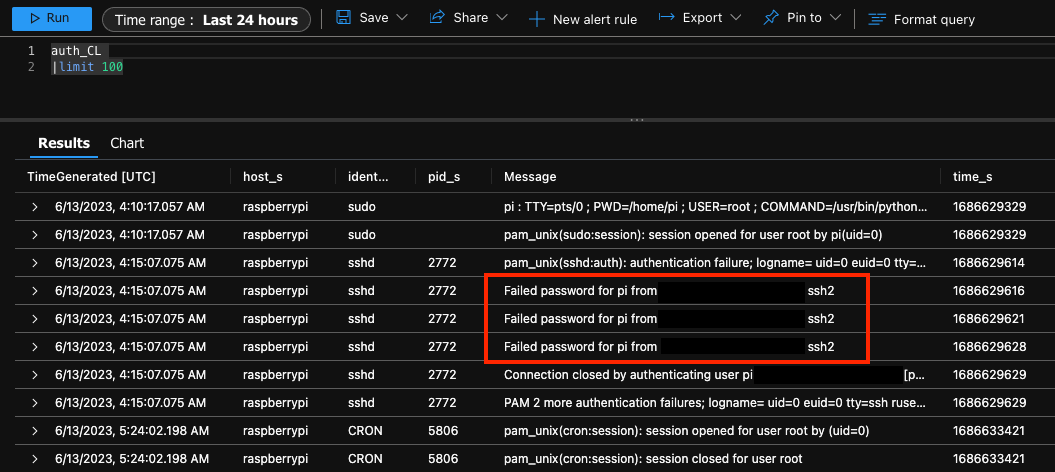 Run Time range : Last 24 hours Save Share New alert rule Export Pin to Format query
1 auth_CL
2 |limit 100
...
Results Chart
TimeGenerated [UTC] host_s ident... pid_s Message time_s
6/13/2023, 4:10:17.057 AM raspberrypi sudo pi : TTY=pts/0 ; PWD=/home/pi ; USER=root ; COMMAND=/usr/bin/python... 1686629329
6/13/2023, 4:10:17.057 AM raspberrypi sudo pam_unix(sudo:session): session opened for user root by pi(uid=0) 1686629329
6/13/2023, 4:15:07.075 AM raspberrypi sshd 2772 pam_unix(sshd:auth): authentication failure; logname= uid=0 euid=0 tty=... 1686629614
6/13/2023, 4:15:07.075 AM raspberrypi sshd 2772 Failed password for pi from ssh2 1686629616
6/13/2023, 4:15:07.075 AM raspberrypi sshd 2772 Failed password for pi from ssh2 1686629621
6/13/2023, 4:15:07.075 AM raspberrypi sshd 2772 Failed password for pi from ssh2 1686629628
6/13/2023, 4:15:07.075 AM raspberrypi sshd 2772 Connection closed by authenticating user pi [p... 1686629629
6/13/2023, 4:15:07.075 AM raspberrypi sshd 2772 PAM 2 more authentication failures; logname= uid=0 euid=0 tty=ssh ruse... 1686629629
6/13/2023, 5:24:02.198 AM raspberrypi CRON 5806 pam_unix(cron:session): session opened for user root by (uid=0) 1686633421
6/13/2023, 5:24:02.198 AM raspberrypi CRON 5806 pam_unix(cron:session): session closed for user root 1686633421